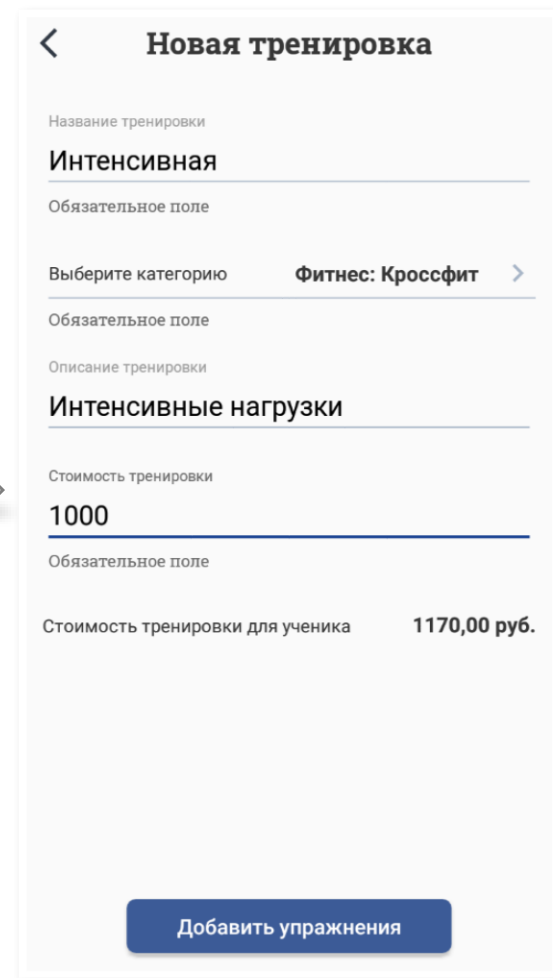 Новая тренировка
Название тренировки
Интенсивная
Обязательное поле
Выберите категорию Фитнес: Кроссфит
Обязательное поле
Описание тренировки
Интенсивные нагрузки
Стоимость тренировки
1000
Обязательное поле
Стоимость тренировки для ученика 1170,00 руб.
Добавить упражнения